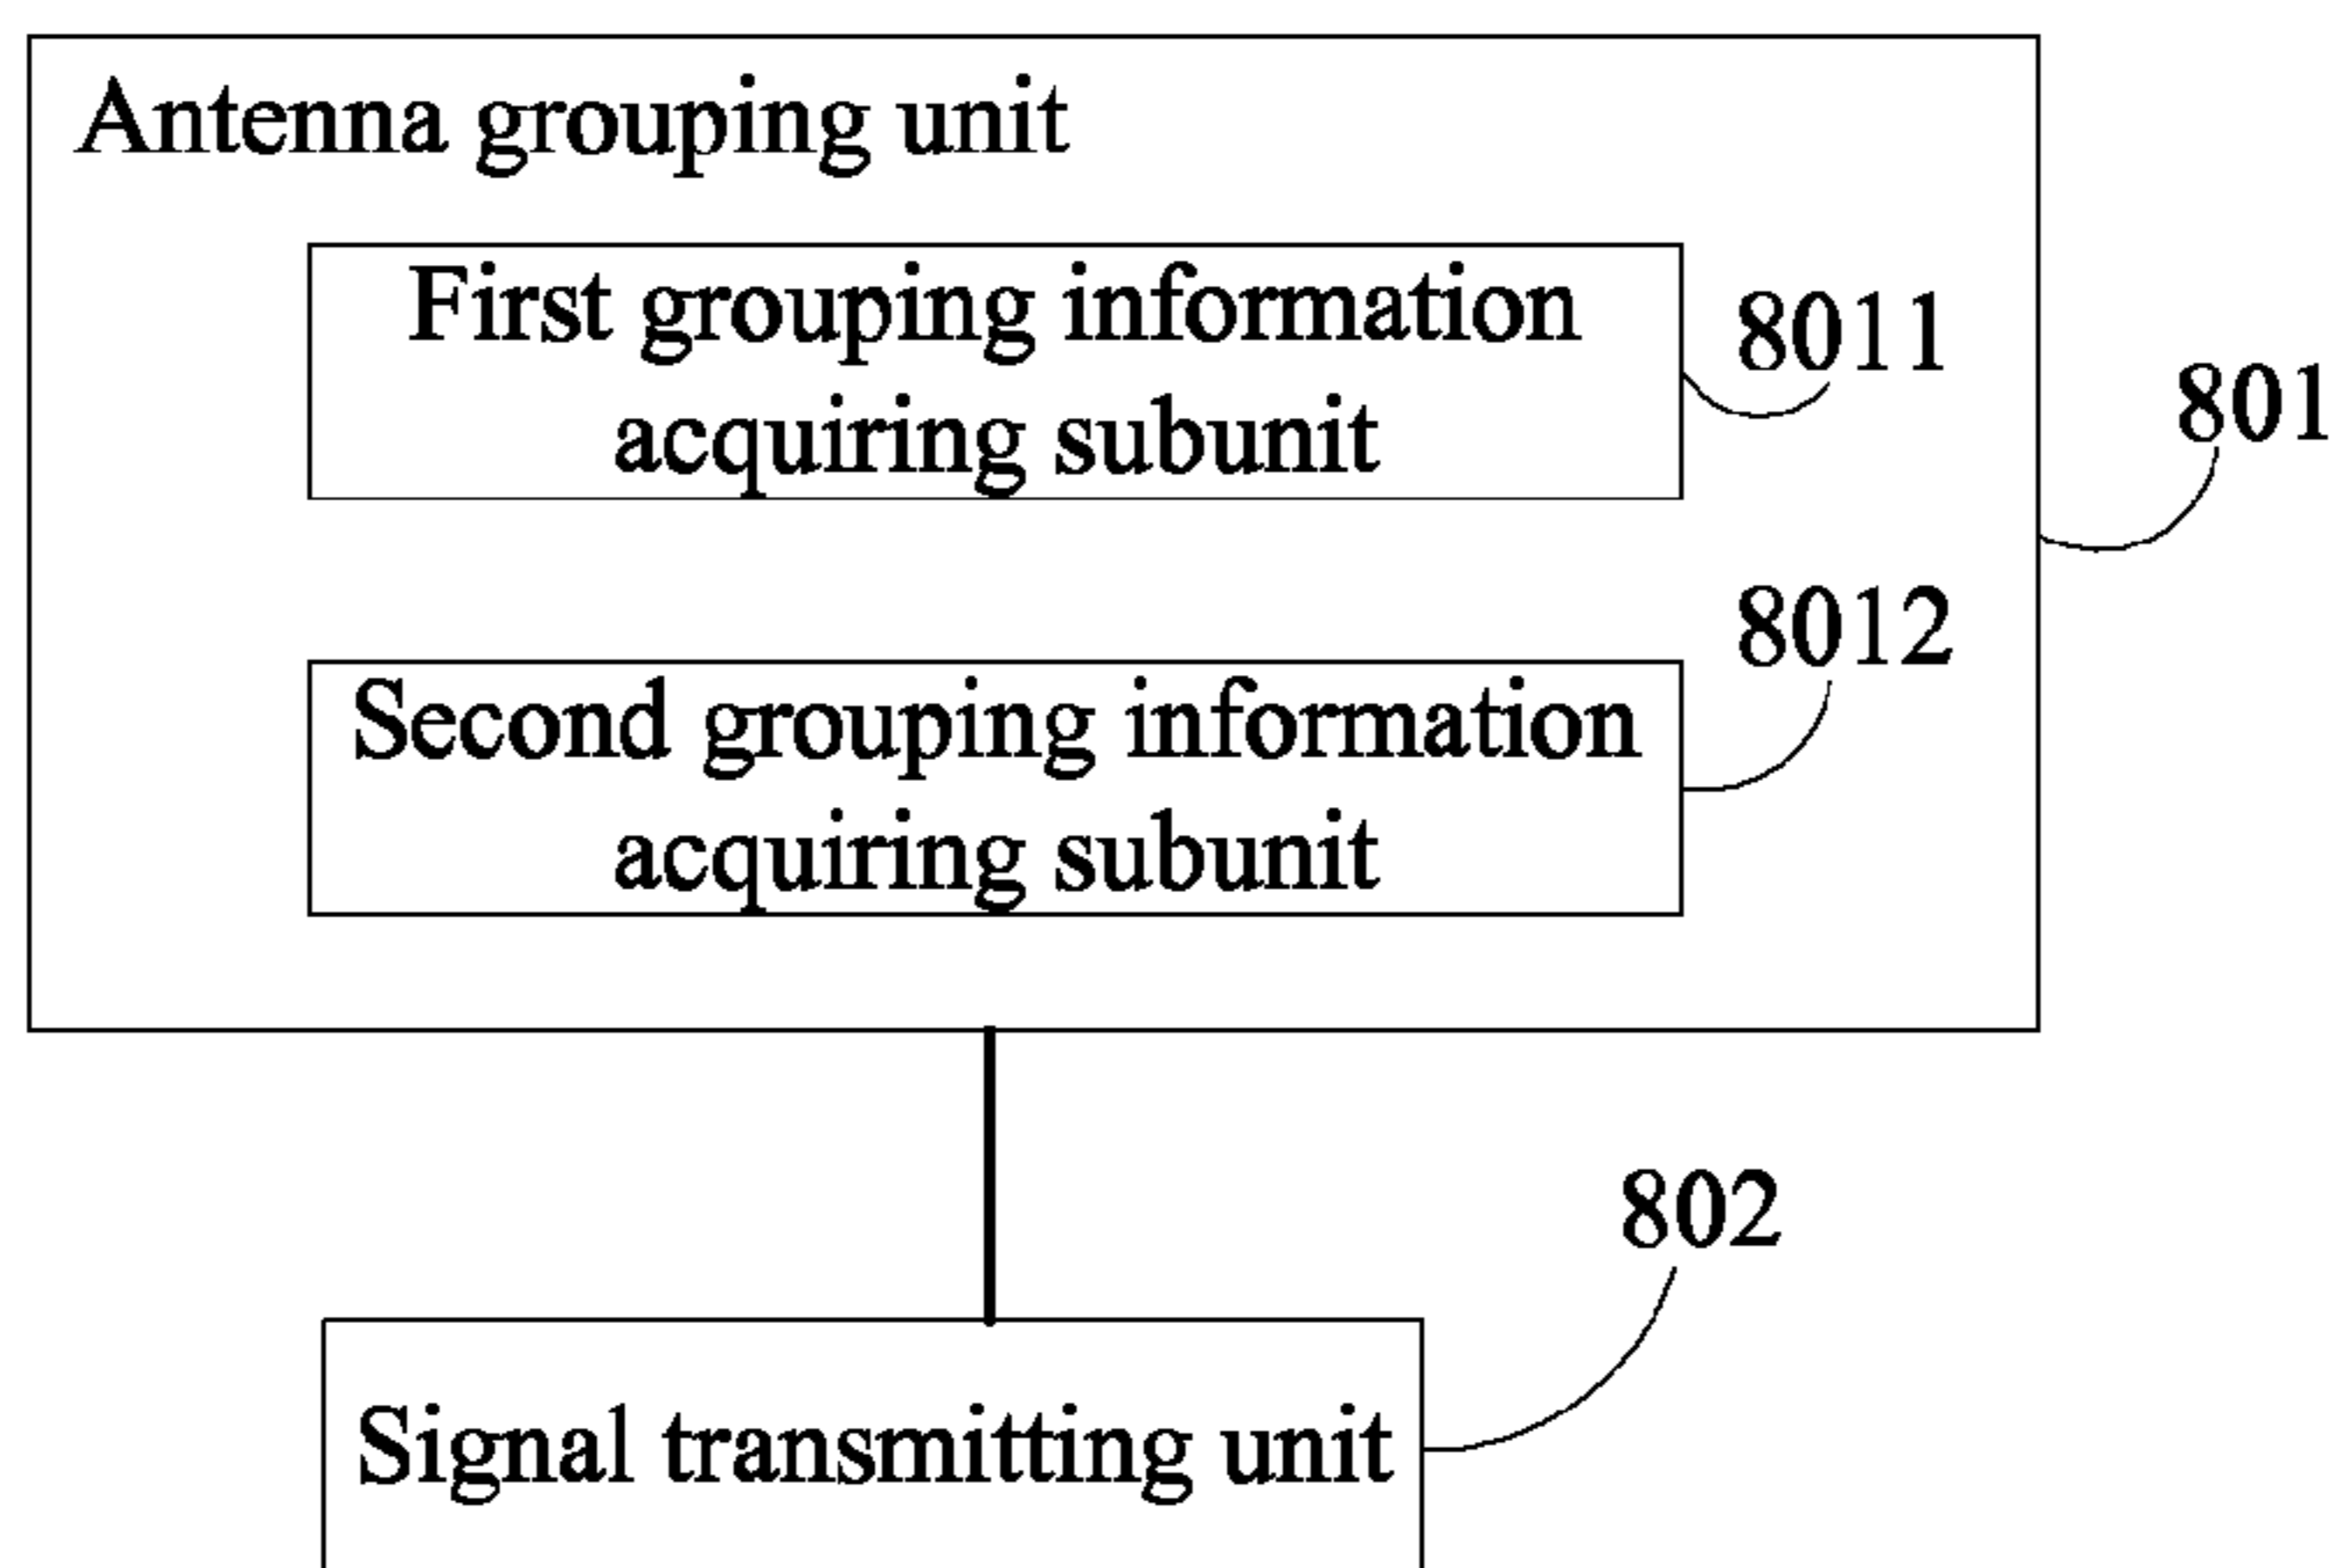 Antenna grouping unit
First grouping information
acquiring subunit
8011
801
8012
Second grouping information
acquiring subunit
802
Signal transmitting unit